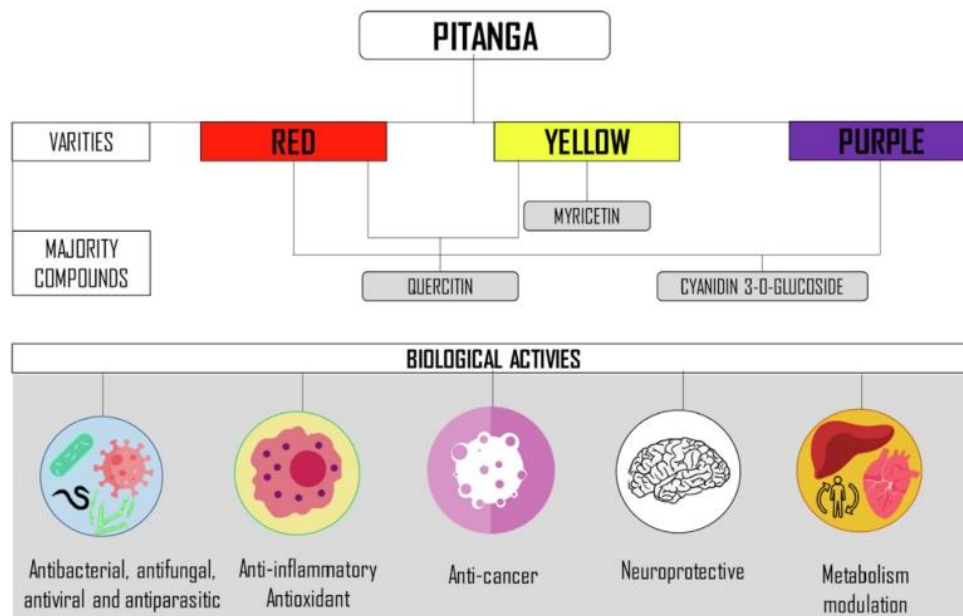 PITANGA
VARITIES
RED
YELLOW
PURPLE
MYRICETIN
MAJORITY
COMPOUNDS
QUERCITIN
CYANIDIN 3-O-GLUCOSIDE
BIOLOGICAL ACTIVIES
Antibacterial, antifungal,
antiviral and antiparasitic
Anti-inflammatory
Antioxidant
Anti-cancer
Neuroprotective
Metabolism
modulation